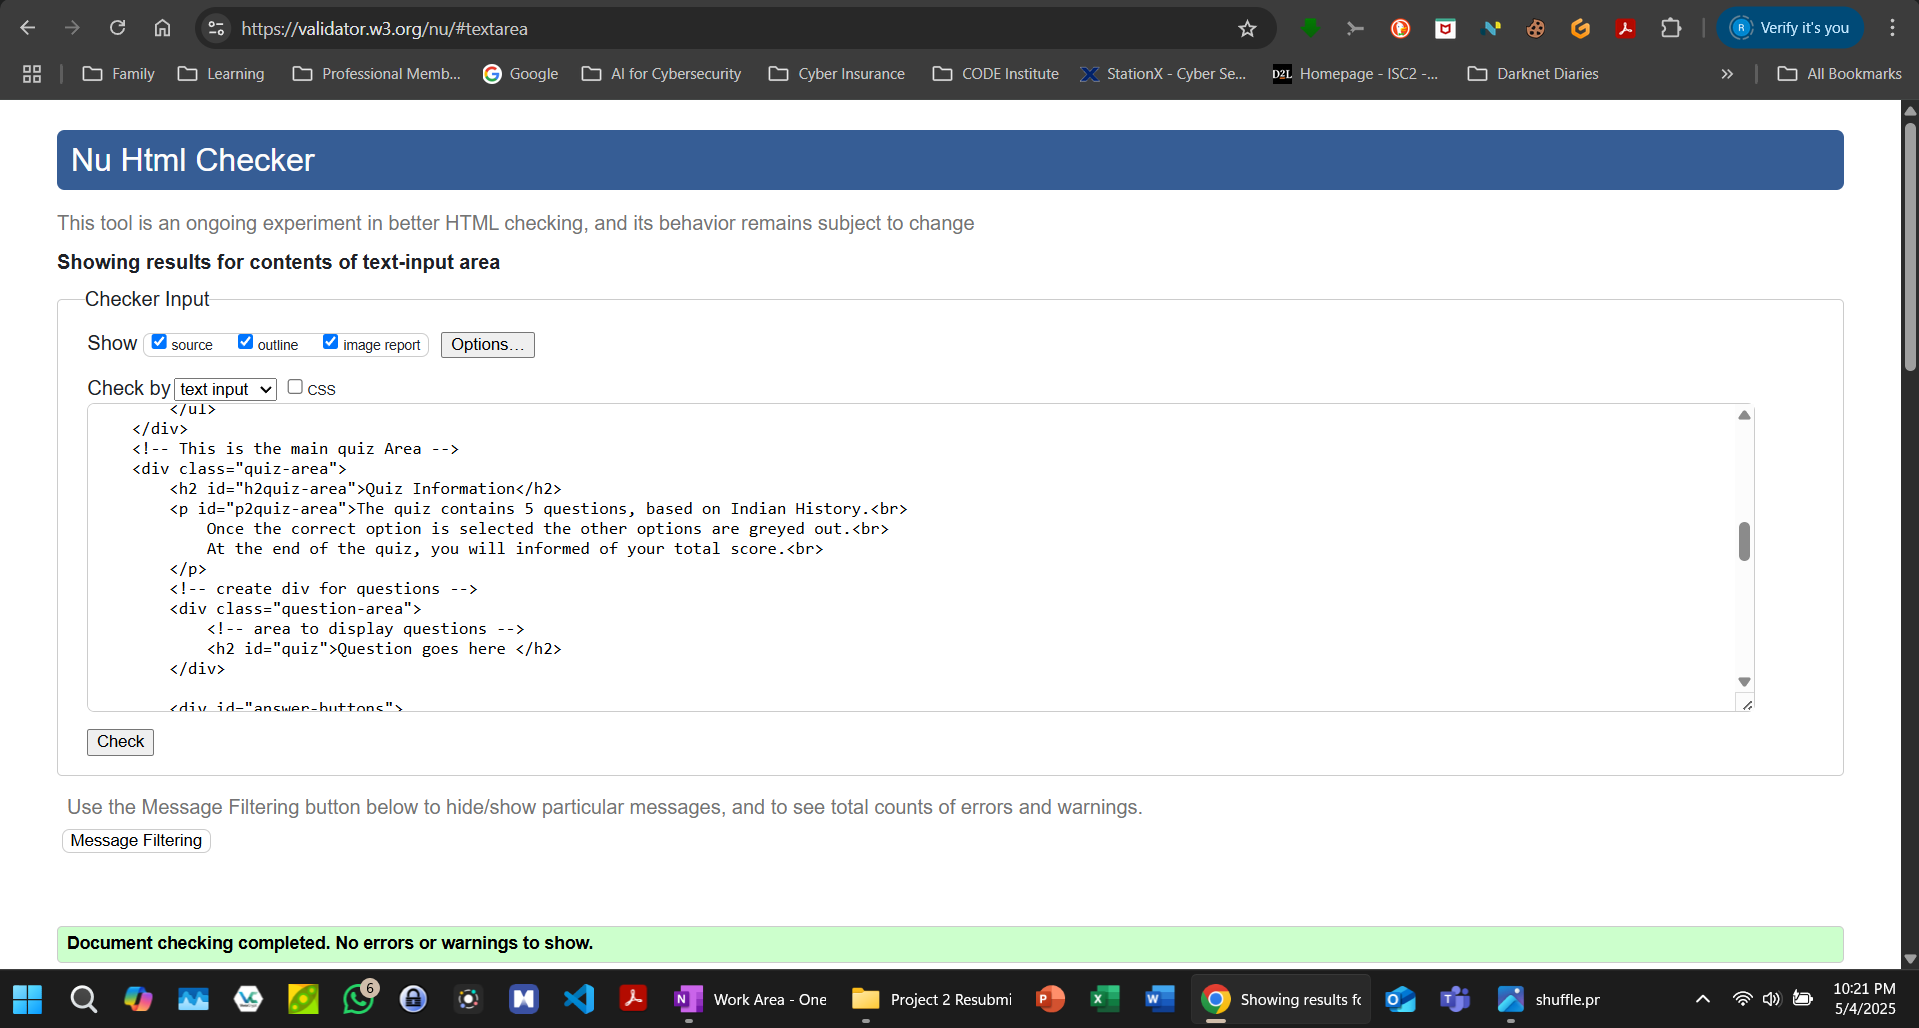 https://validator.w3.org/nu/#textarea
R Verify it's you
Family Learning Professional Memb... Google AI for Cybersecurity Cyber Insurance CODE Institute StationX - Cyber Se... D2L Homepage - ISC2 -... Darknet Diaries » All Bookmarks
Nu Html Checker
This tool is an ongoing experiment in better HTML checking, and its behavior remains subject to change
Showing results for contents of text-input area
Checker Input
Show source outline image report Options...
Check by text input CSS
</ul>
</div>
<!-- This is the main quiz Area -->
<div class="quiz-area">
<h2 id="h2quiz-area">Quiz Information</h2>
<p id="p2quiz-area">The quiz contains 5 questions, based on Indian History.<br>
Once the correct option is selected the other options are greyed out.<br>
At the end of the quiz, you will informed of your total score.<br>
</p>
<!-- create div for questions -->
<div class="question-area">
<!-- area to display questions -->
<h2 id="quiz">Question goes here </h2>
</div>
<div id="answer-buttons">
Check
Use the Message Filtering button below to hide/show particular messages, and to see total counts of errors and warnings.
Message Filtering
Document checking completed. No errors or warnings to show.
6 Work Area - One Project 2 Resubmi Showing results fo shuffle.pr 10:21 PM
5/4/2025